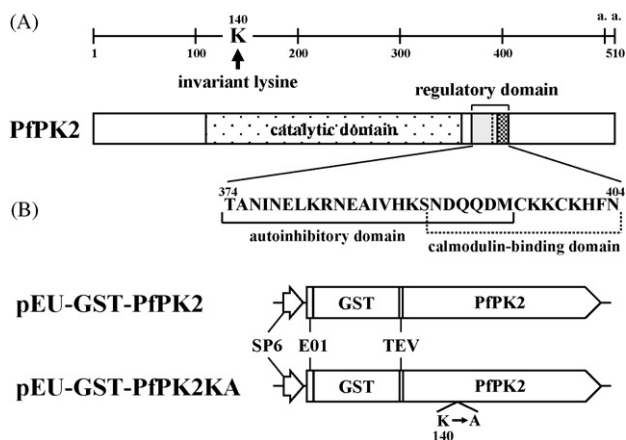 (A)
140
a. a.
K
1 100 200 300 400 510
invariant lysine
regulatory domain
PfPK2
catalytic domain
374 404
TANINELKRNEAIVHKSNDQQDMCKKCKHFN
(B)
autoinhibitory domain
calmodulin-binding domain
pEU-GST-PfPK2
GST PfPK2
SP6 E01 TEV
pEU-GST-PfPK2KA
GST PfPK2
K→A
140